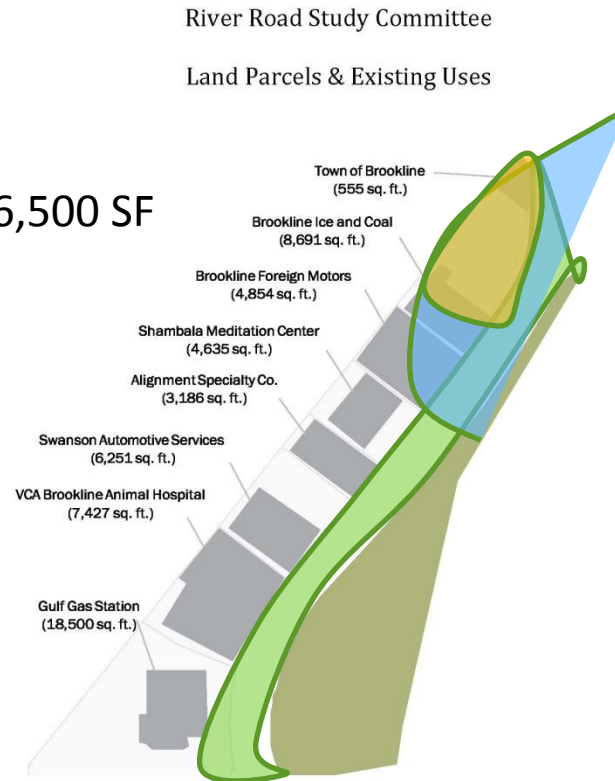 River Road Study Committee
Land Parcels & Existing Uses
6,500 SF
Town of Brookline
(555 sq. ft.)
Brookline Ice and Coal
(8,691 sq. ft.)
Brookline Foreign Motors
(4,854 sq. ft.)
Shambala Meditation Center
(4,635 sq. ft.)
Alignment Specialty Co.
(3,186 sq. ft.)
Swanson Automotive Services
(6,251 sq. ft.)
VCA Brookline Animal Hospital
(7,427 sq. ft.)
Gulf Gas Station
(18,500 sq. ft.)